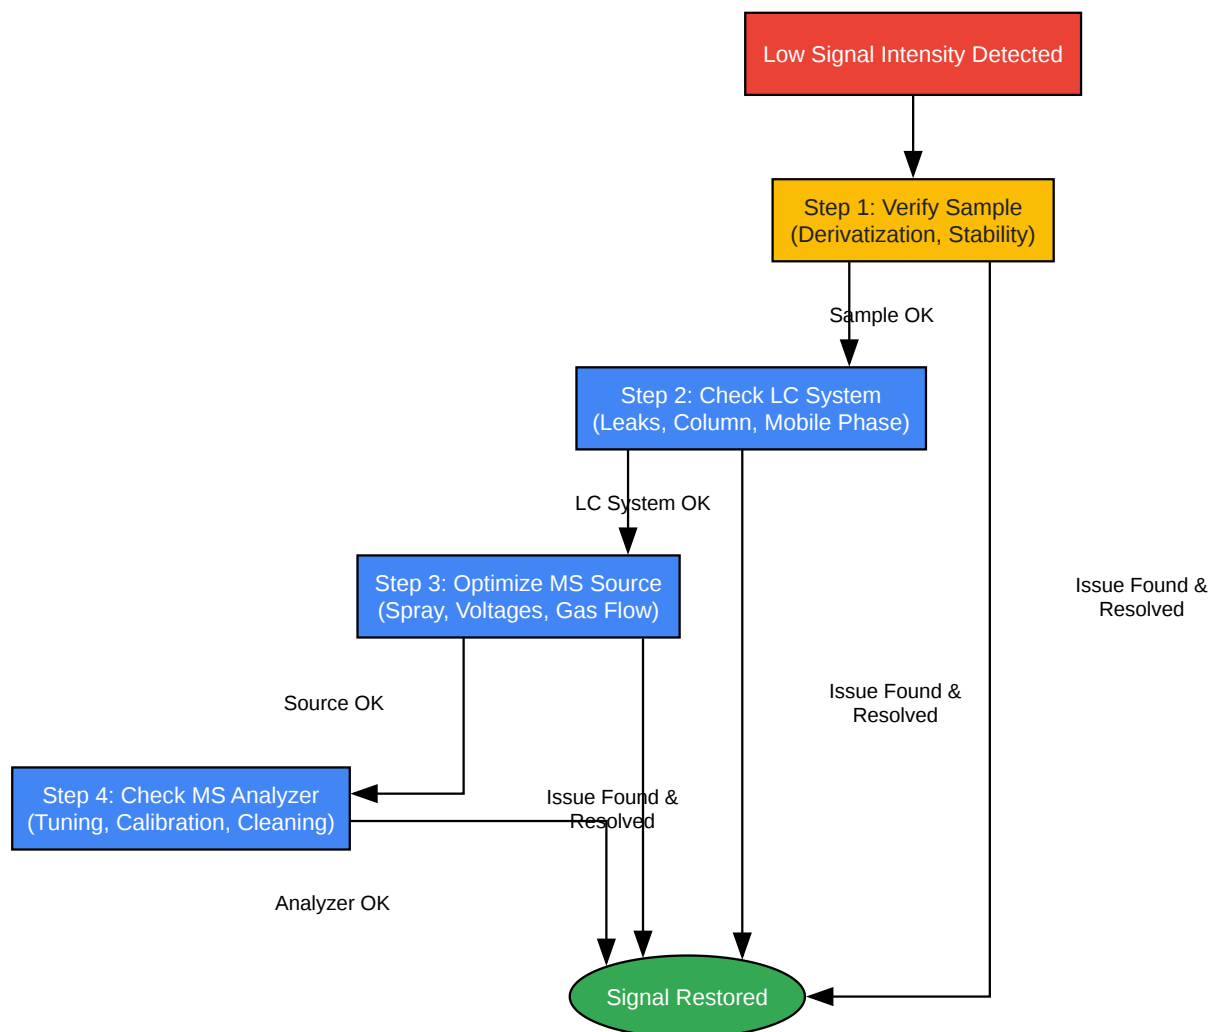 Low Signal Intensity Detected
Step 1: Verify Sample
(Derivatization, Stability)
Sample OK
Step 2: Check LC System
(Leaks, Column, Mobile Phase)
LC System OK
Step 3: Optimize MS Source
(Spray, Voltages, Gas Flow)
Issue Found &
Resolved
Issue Found &
Resolved
Source OK
Step 4: Check MS Analyzer
(Tuning, Calibration, Cleaning)
Issue Found &
Resolved
Analyzer OK
Signal Restored